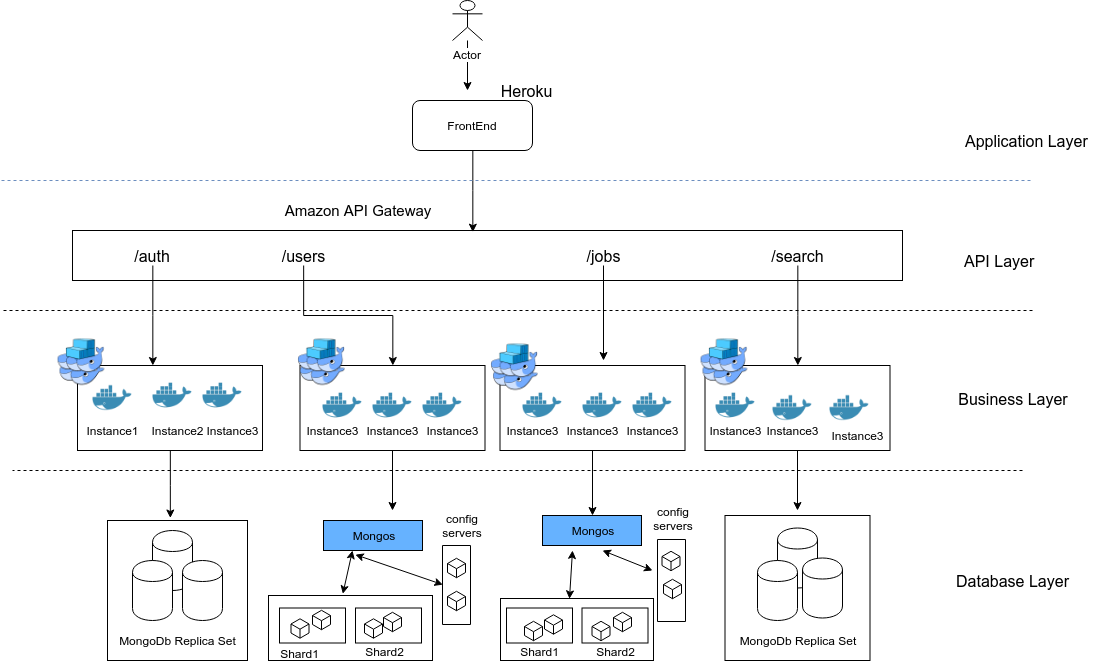 Actor
Heroku
FrontEnd
Application Layer
Amazon API Gateway
/auth
/users
/jobs
/search
API Layer
Instance1
Instance2
Instance3
Instance3
Instance3
Instance3
Instance3
Instance3
Instance3
Instance3
Instance3
Instance3
Business Layer
Mongos
config
servers
Mongos
config
servers
Database Layer
MongoDb Replica Set
Shard1
Shard2
Shard1
Shard2
MongoDb Replica Set